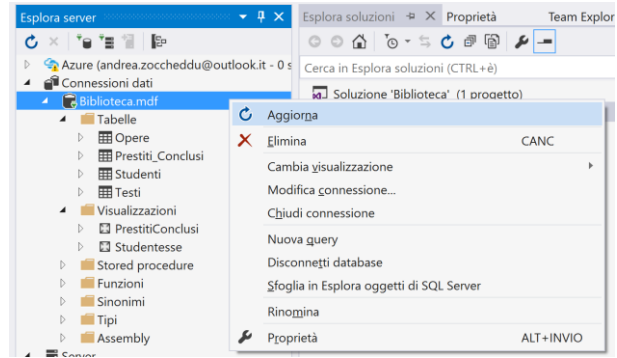 Esplora server
Esplora soluzioni
Proprietà
Team Explor
Azure (andrea.zoccheddu@outlook.it - 0 s
Cerca in Esplora soluzioni (CTRL+è)
Connessioni dati
Soluzione 'Biblioteca' (1 progetto)
Biblioteca.mdf
Tabelle
Opere
Prestiti_Conclusi
Studenti
Testi
Visualizzazioni
PrestitiConclusi
Studentesse
Stored procedure
Funzioni
Sinonimi
Tipi
Assembly
Server
Aggiorna
Elimina CANC
Cambia visualizzazione
Modifica connessione...
Chiudi connessione
Nuova query
Disconnetti database
Sfoglia in Esplora oggetti di SQL Server
Rinomina
Proprietà ALT+INVIO